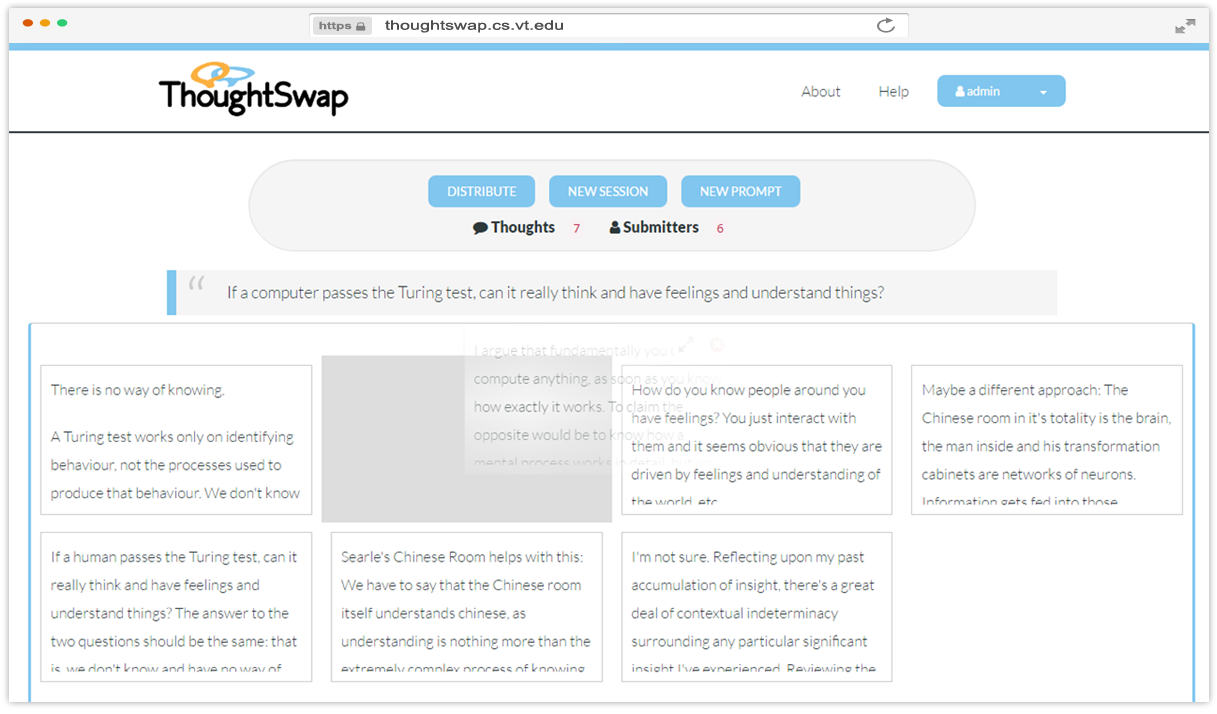 https thoughtswap.cs.vt.edu
ThoughtSwap
About Help admin
DISTRIBUTE NEW SESSION NEW PROMPT
Thoughts 7 Submitters 6
“ If a computer passes the Turing test, can it really think and have feelings and understand things?
There is no way of knowing.
A Turing test works only on identifying
behaviour, not the processes used to
produce that behaviour. We don't know
I argue that fundamentally you
compute anything, as soon as you know
how exactly it works. To claim the
opposite would be to know how a
mental process works in detail, but
How do you know people around you
have feelings? You just interact with
them and it seems obvious that they are
driven by feelings and understanding of
the world, etc
Maybe a different approach: The
Chinese room in it's totality is the brain,
the man inside and his transformation
cabinets are networks of neurons.
Information gets fed into those
If a human passes the Turing test, can it
really think and have feelings and
understand things? The answer to the
two questions should be the same: that
is, we don't know and have no way of
Searle's Chinese Room helps with this:
We have to say that the Chinese room
itself understands chinese, as
understanding is nothing more than the
extremely complex process of knowing
I'm not sure. Reflecting upon my past
accumulation of insight, there's a great
deal of contextual indeterminacy
surrounding any particular significant
insight I've experienced. Reviewing the